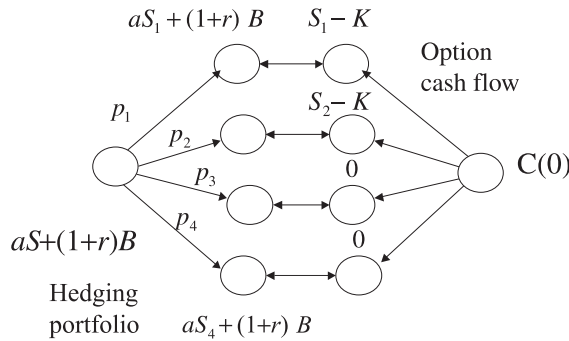 aS₁ + (1+r) B
S₁ − K
Option
cash flow
p₁
S₂ − K
p₂
0
p₃
C(0)
p₄
0
aS+(1+r)B
Hedging
portfolio
aS₄ + (1+r) B